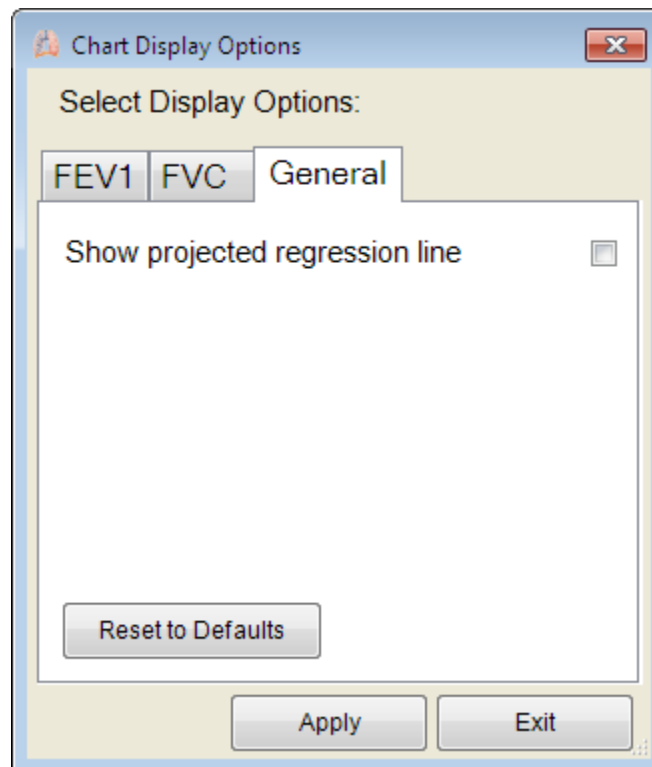 Chart Display Options
Select Display Options:
FEV1 FVC General
Show projected regression line
Reset to Defaults
Apply Exit